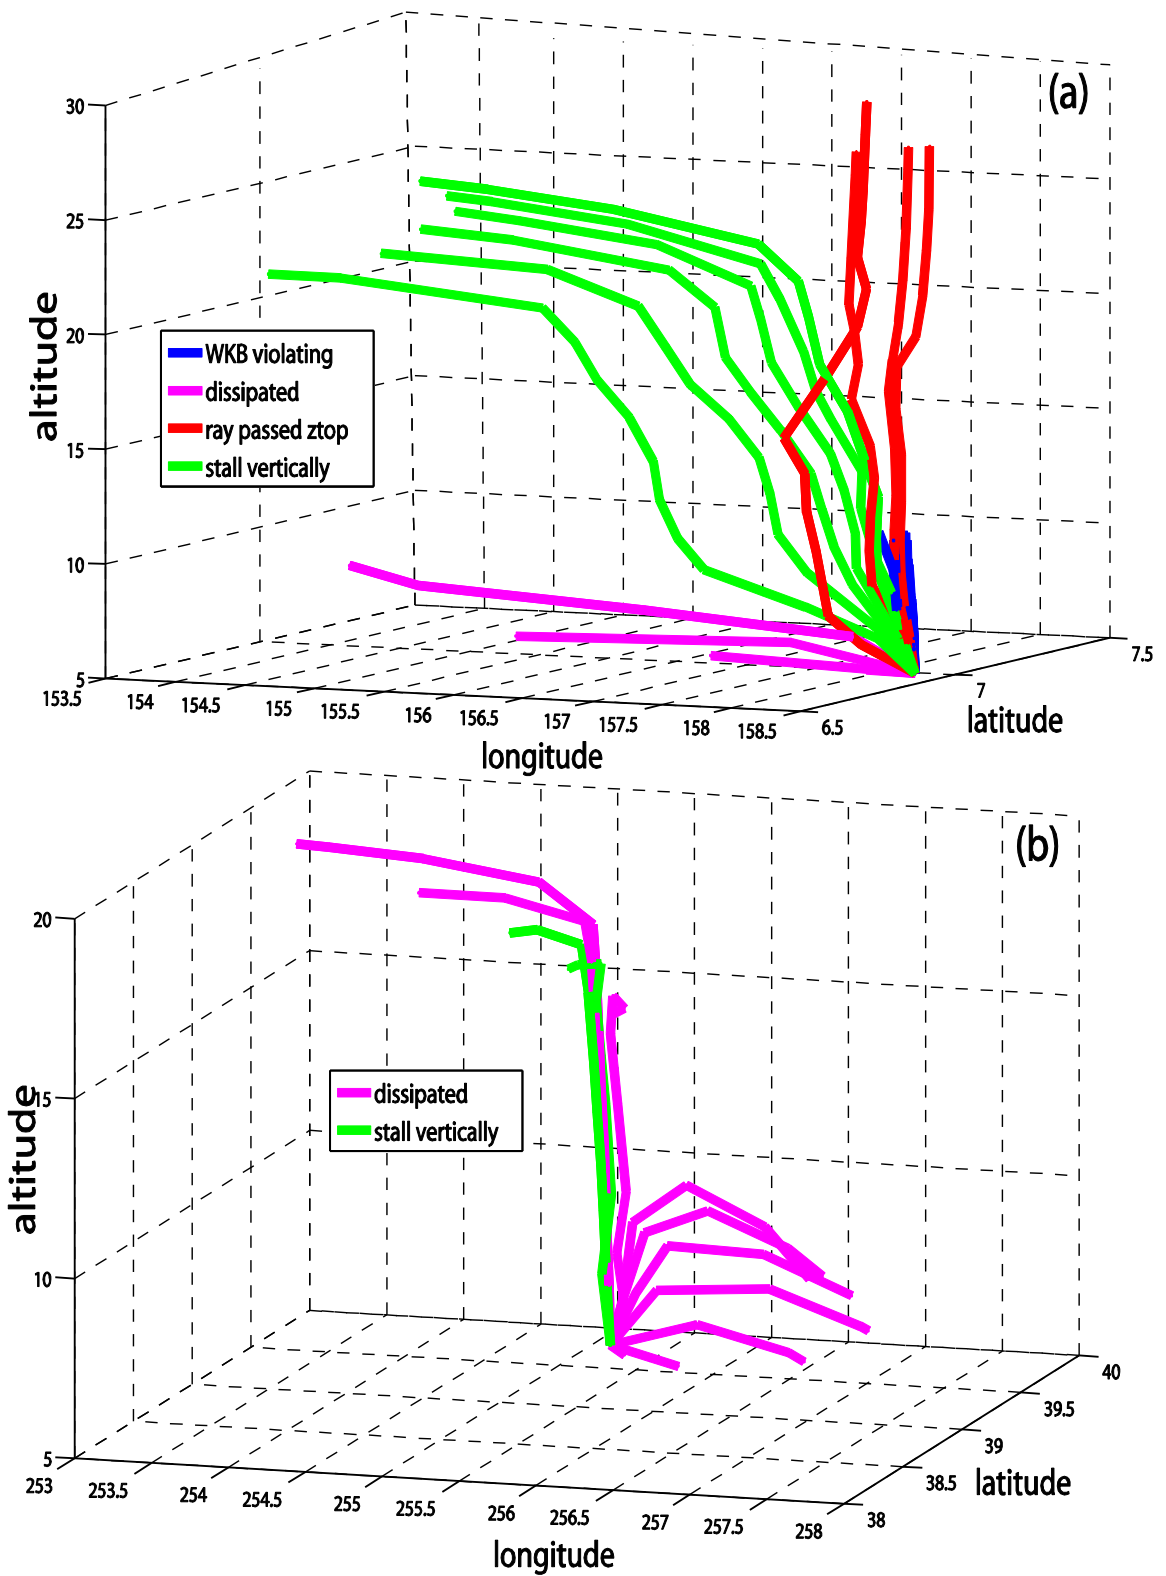 (a)
30
25
20
15
10
5
altitude
WKB violating
dissipated
ray passed ztop
stall vertically
153.5
154
154.5
155
155.5
156
156.5
157
157.5
158
158.5
longitude
6.5
7
7.5
latitude
(b)
20
15
10
5
altitude
dissipated
stall vertically
253
253.5
254
254.5
255
255.5
256
256.5
257
257.5
258
longitude
38
38.5
39
39.5
40
latitude